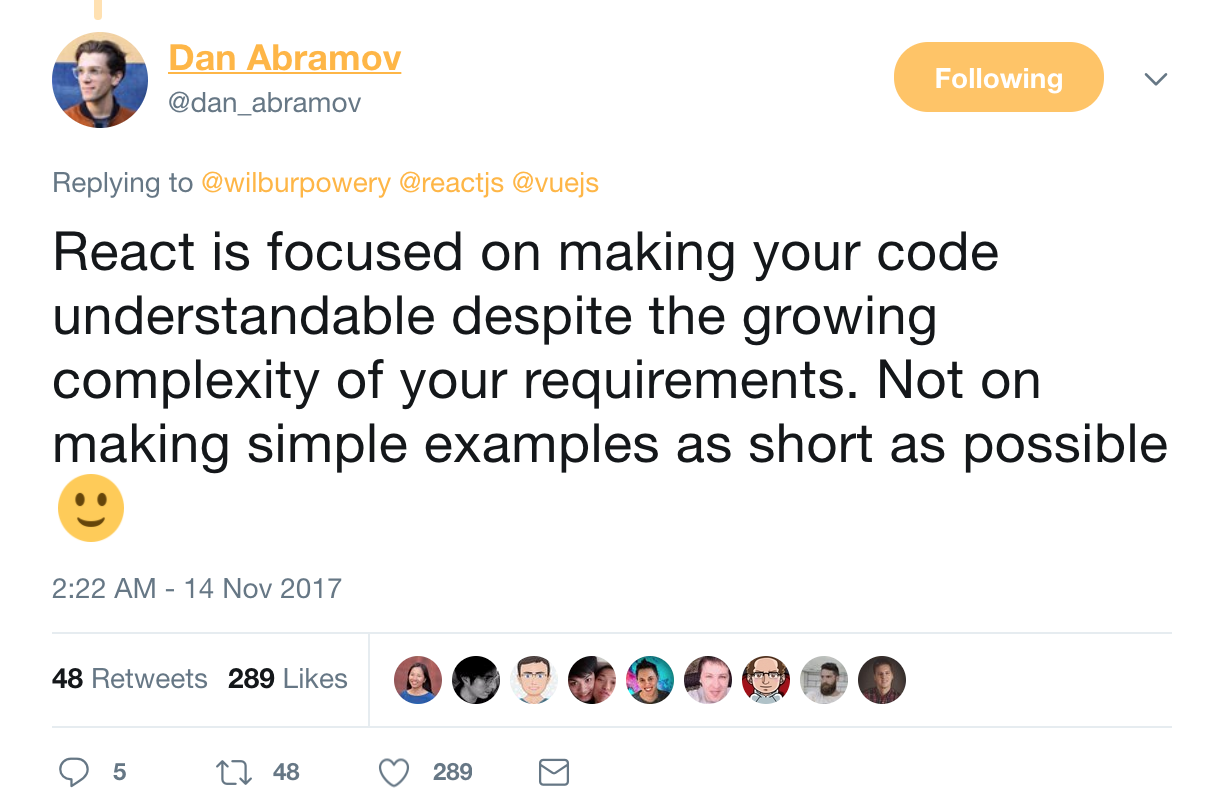 Dan Abramov
@dan_abramov
Following
Replying to @wilburpowery @reactjs @vuejs
React is focused on making your code
understandable despite the growing
complexity of your requirements. Not on
making simple examples as short as possible
🙂
2:22 AM - 14 Nov 2017
48 Retweets 289 Likes
5 48 289